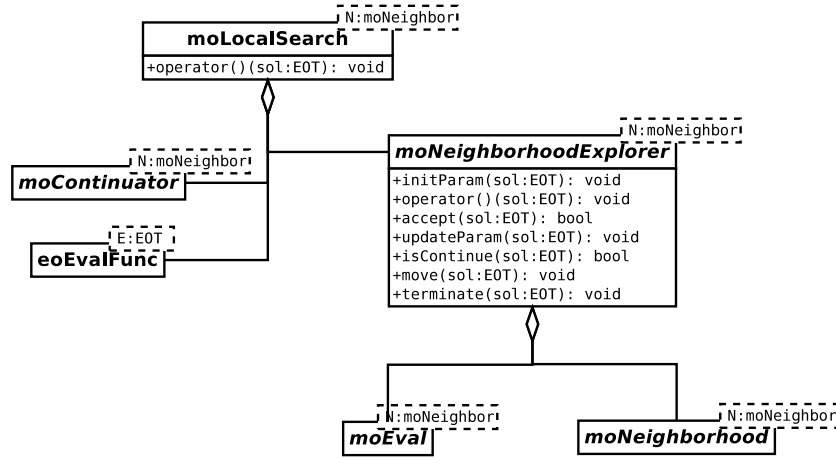 N:moNeighbor
moLocalSearch
+operator()(sol:EOT): void
N:moNeighbor
moNeighborhoodExplorer
+initParam(sol:EOT): void
+operator()(sol:EOT): void
+accept(sol:EOT): bool
+updateParam(sol:EOT): void
+isContinue(sol:EOT): bool
+move(sol:EOT): void
+terminate(sol:EOT): void
N:moNeighbor
moContinuator
E:EOT
eoEvalFunc
N:moNeighbor
moEval
N:moNeighbor
moNeighborhood